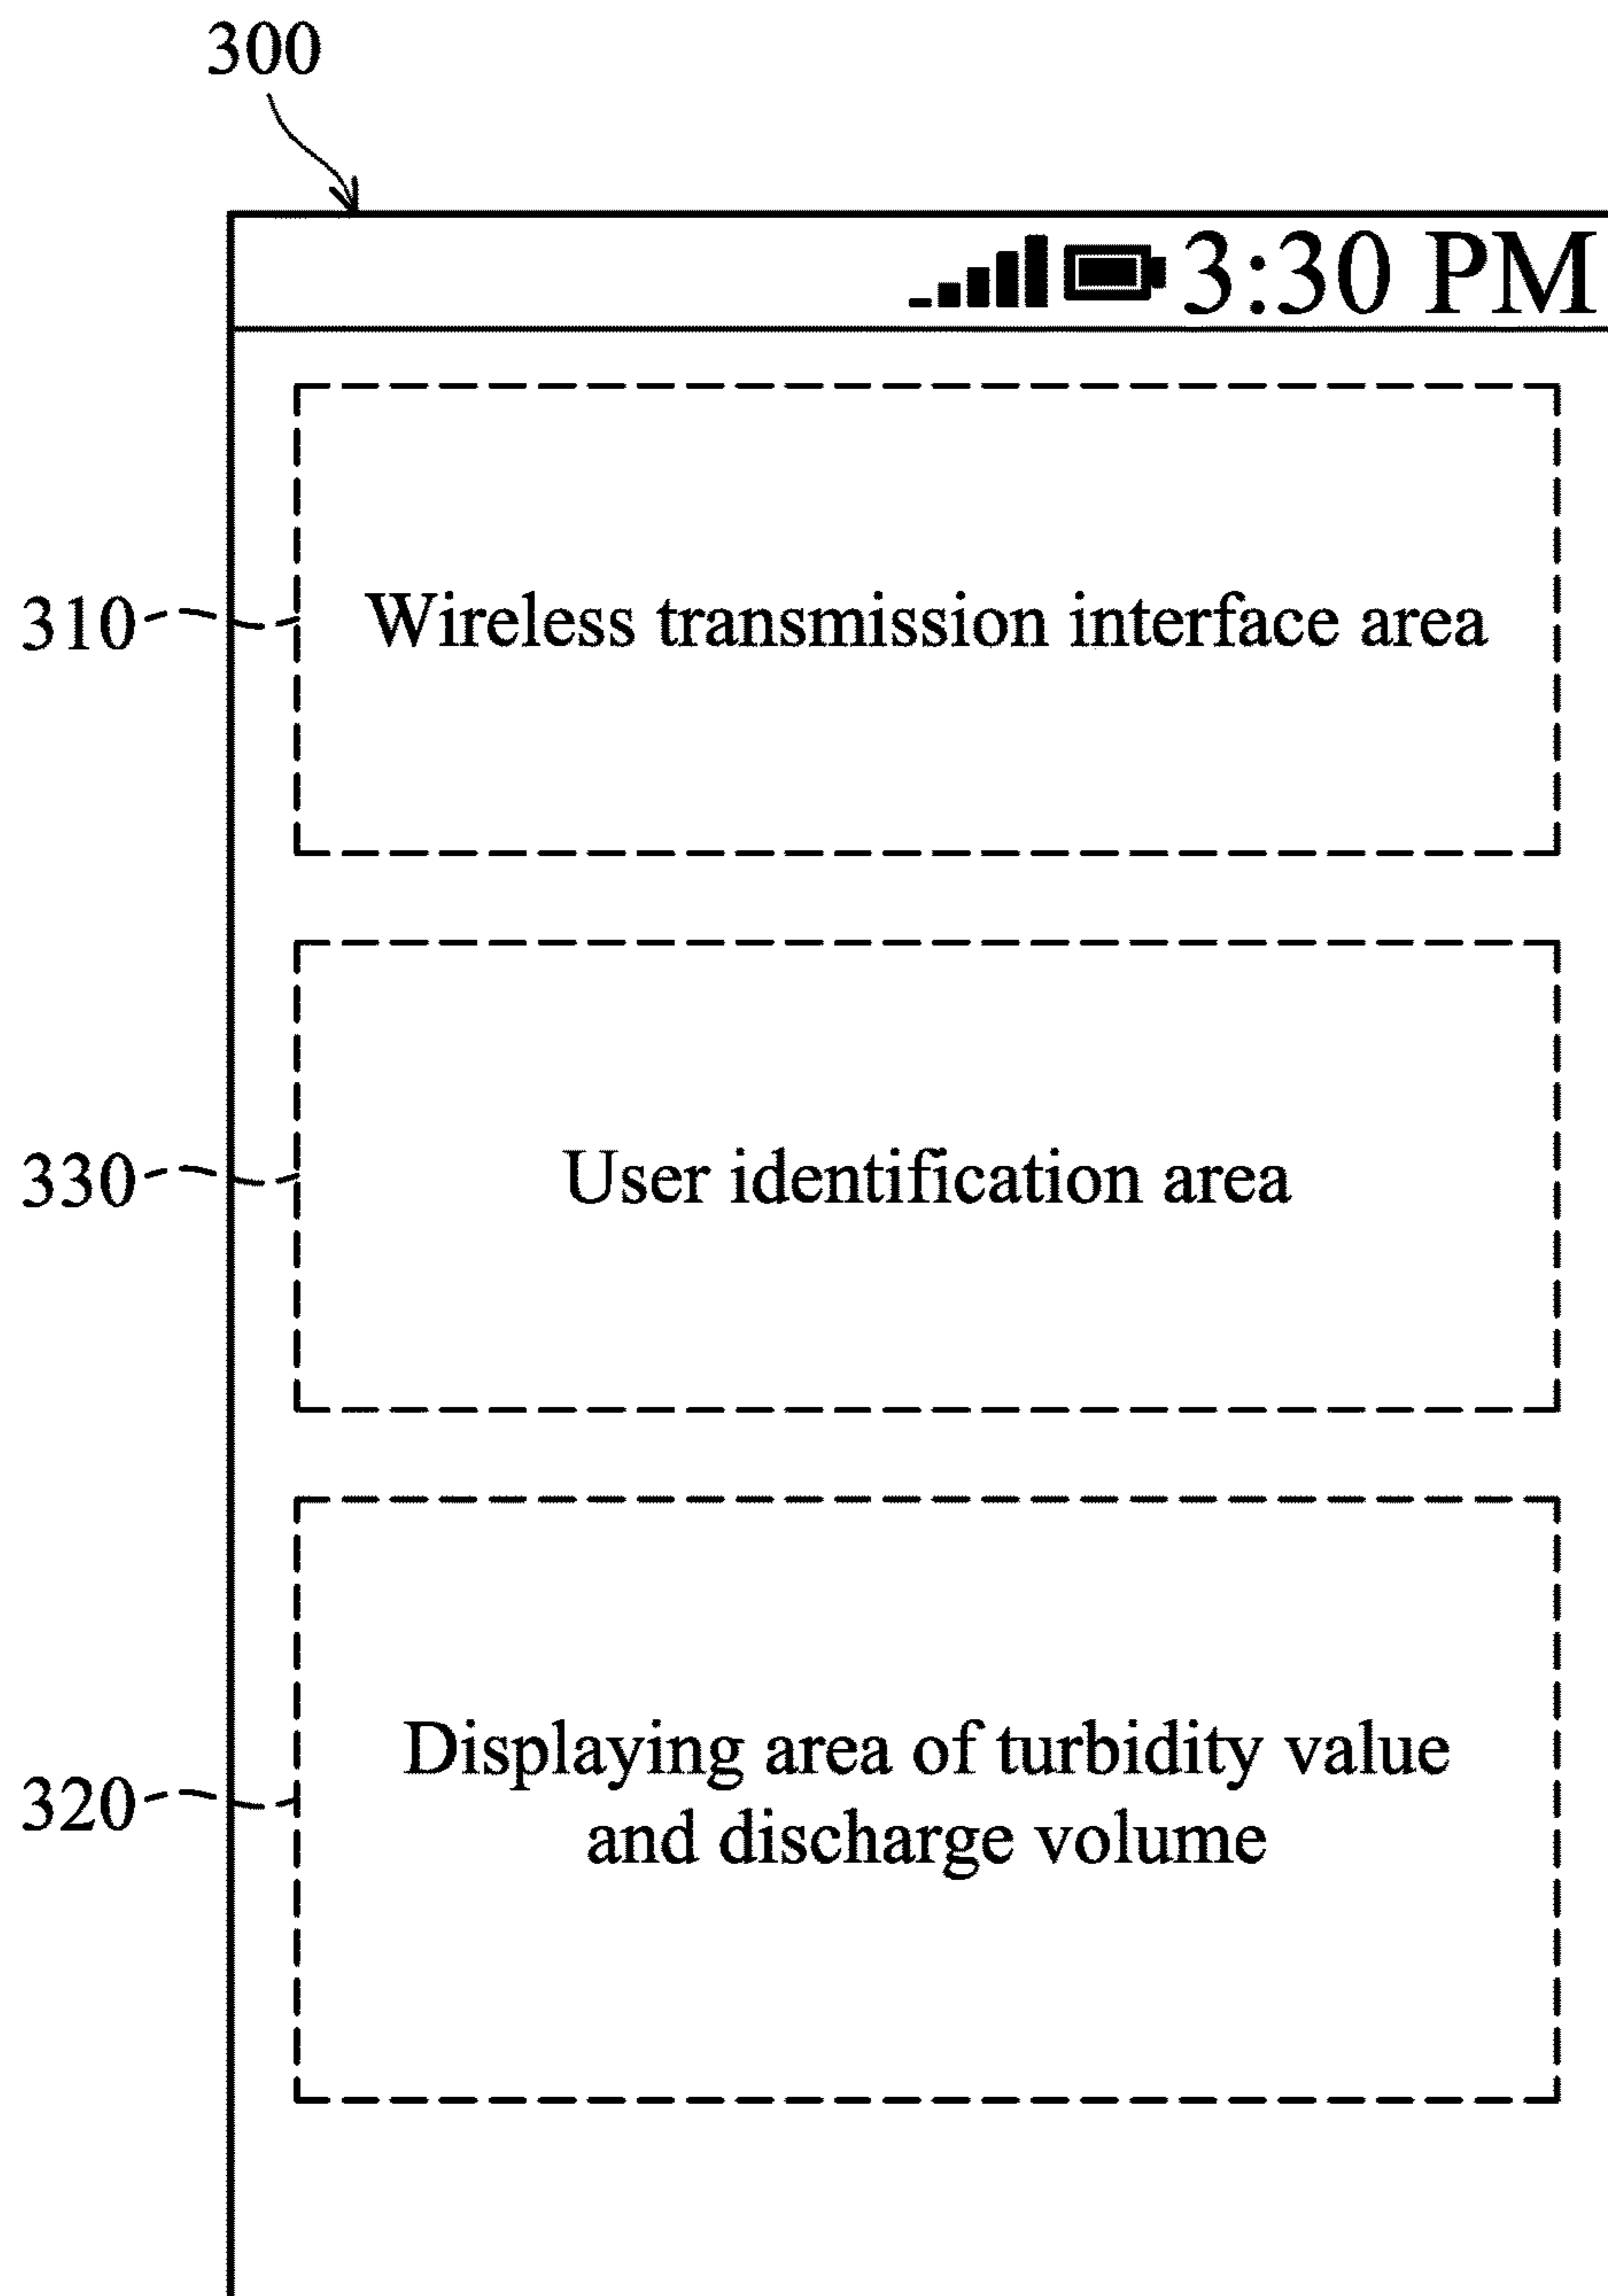 300
3:30 PM
310
Wireless transmission interface area
330
User identification area
320
Displaying area of turbidity value
and discharge volume